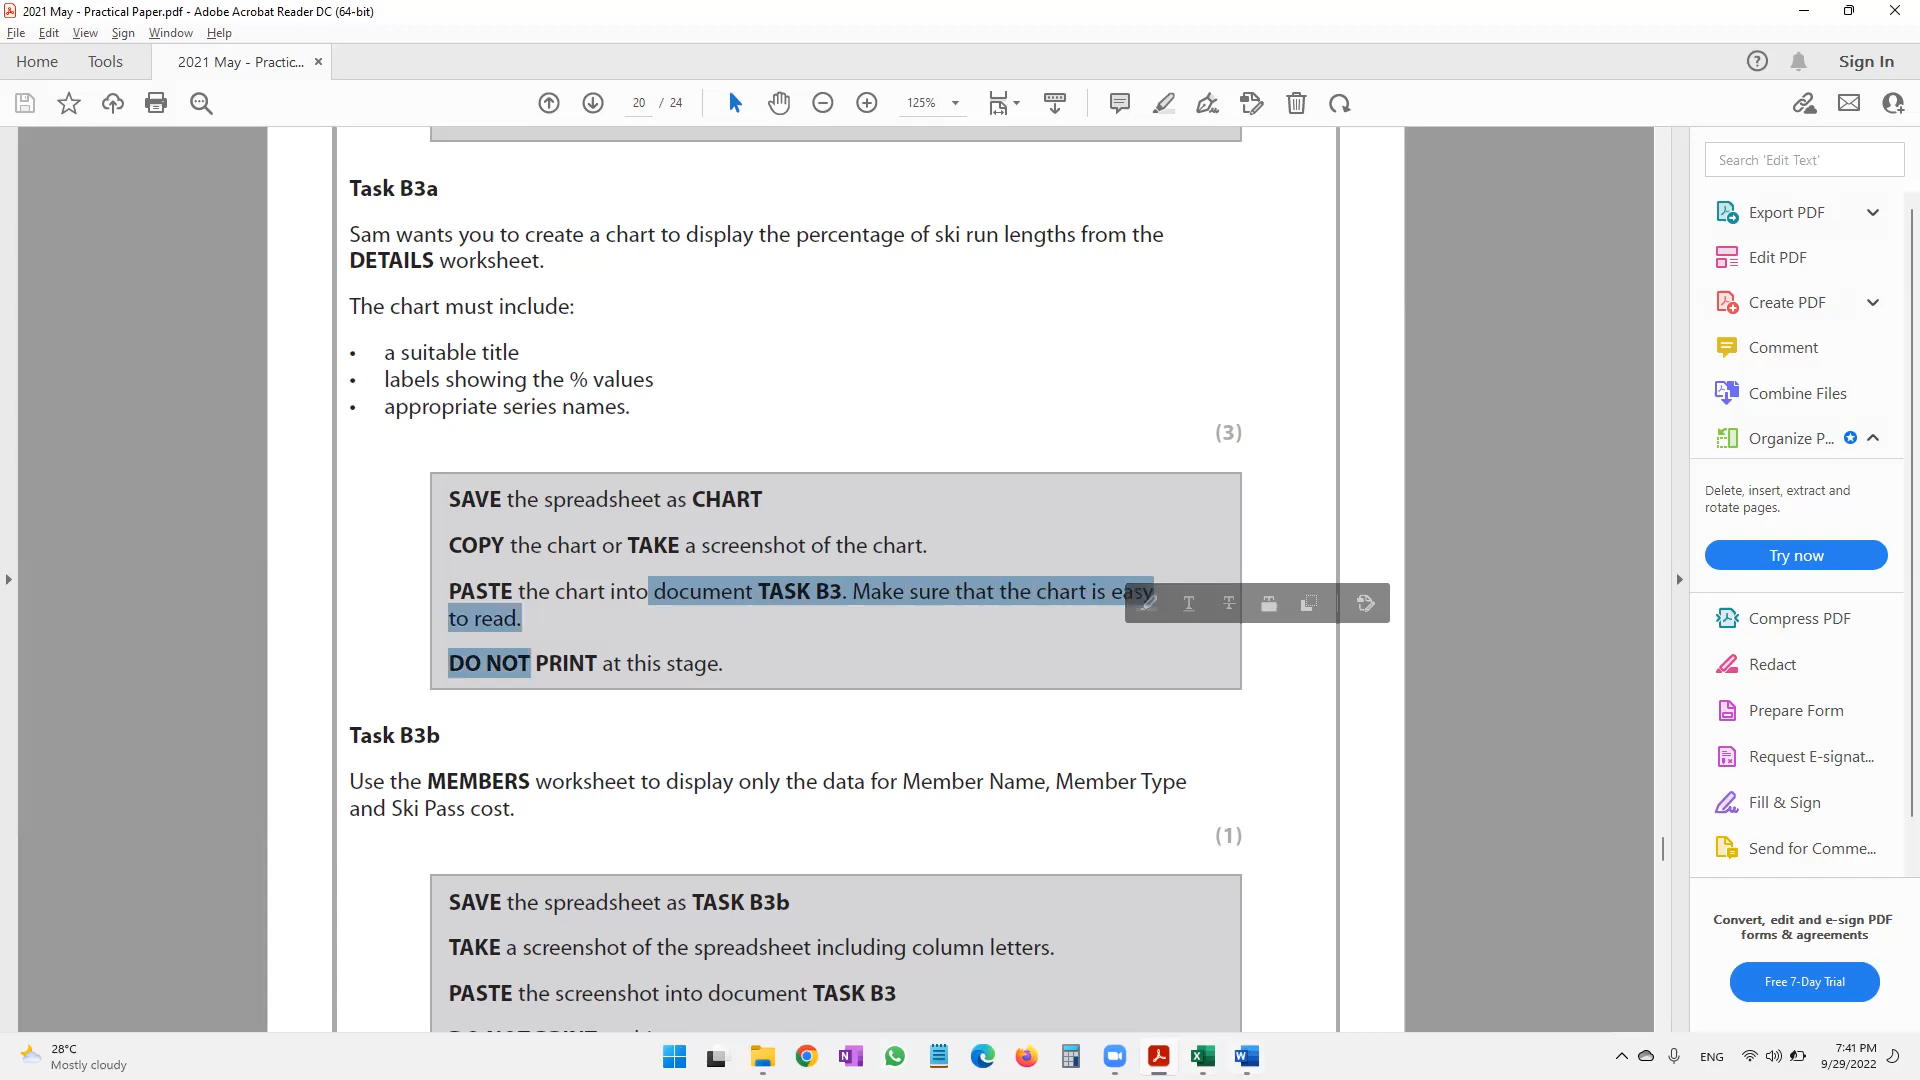 2021 May - Practical Paper.pdf - Adobe Acrobat Reader DC (64-bit)
File Edit View Sign Window Help
Home Tools 2021 May - Practic... Sign In
20 / 24 125%
Search 'Edit Text'
Task B3a
Sam wants you to create a chart to display the percentage of ski run lengths from the
DETAILS worksheet.
The chart must include:
• a suitable title
• labels showing the % values
• appropriate series names.
(3)
SAVE the spreadsheet as CHART
COPY the chart or TAKE a screenshot of the chart.
PASTE the chart into document TASK B3. Make sure that the chart is easy
to read.
DO NOT PRINT at this stage.
Task B3b
Use the MEMBERS worksheet to display only the data for Member Name, Member Type
and Ski Pass cost.
(1)
SAVE the spreadsheet as TASK B3b
TAKE a screenshot of the spreadsheet including column letters.
PASTE the screenshot into document TASK B3
Export PDF
Edit PDF
Create PDF
Comment
Combine Files
Organize P...
Delete, insert, extract and
rotate pages.
Try now
Compress PDF
Redact
Prepare Form
Request E-signat...
Fill & Sign
Send for Comme...
Convert, edit and e-sign PDF
forms & agreements
Free 7-Day Trial
28°C
Mostly cloudy
ENG
7:41 PM
9/29/2022